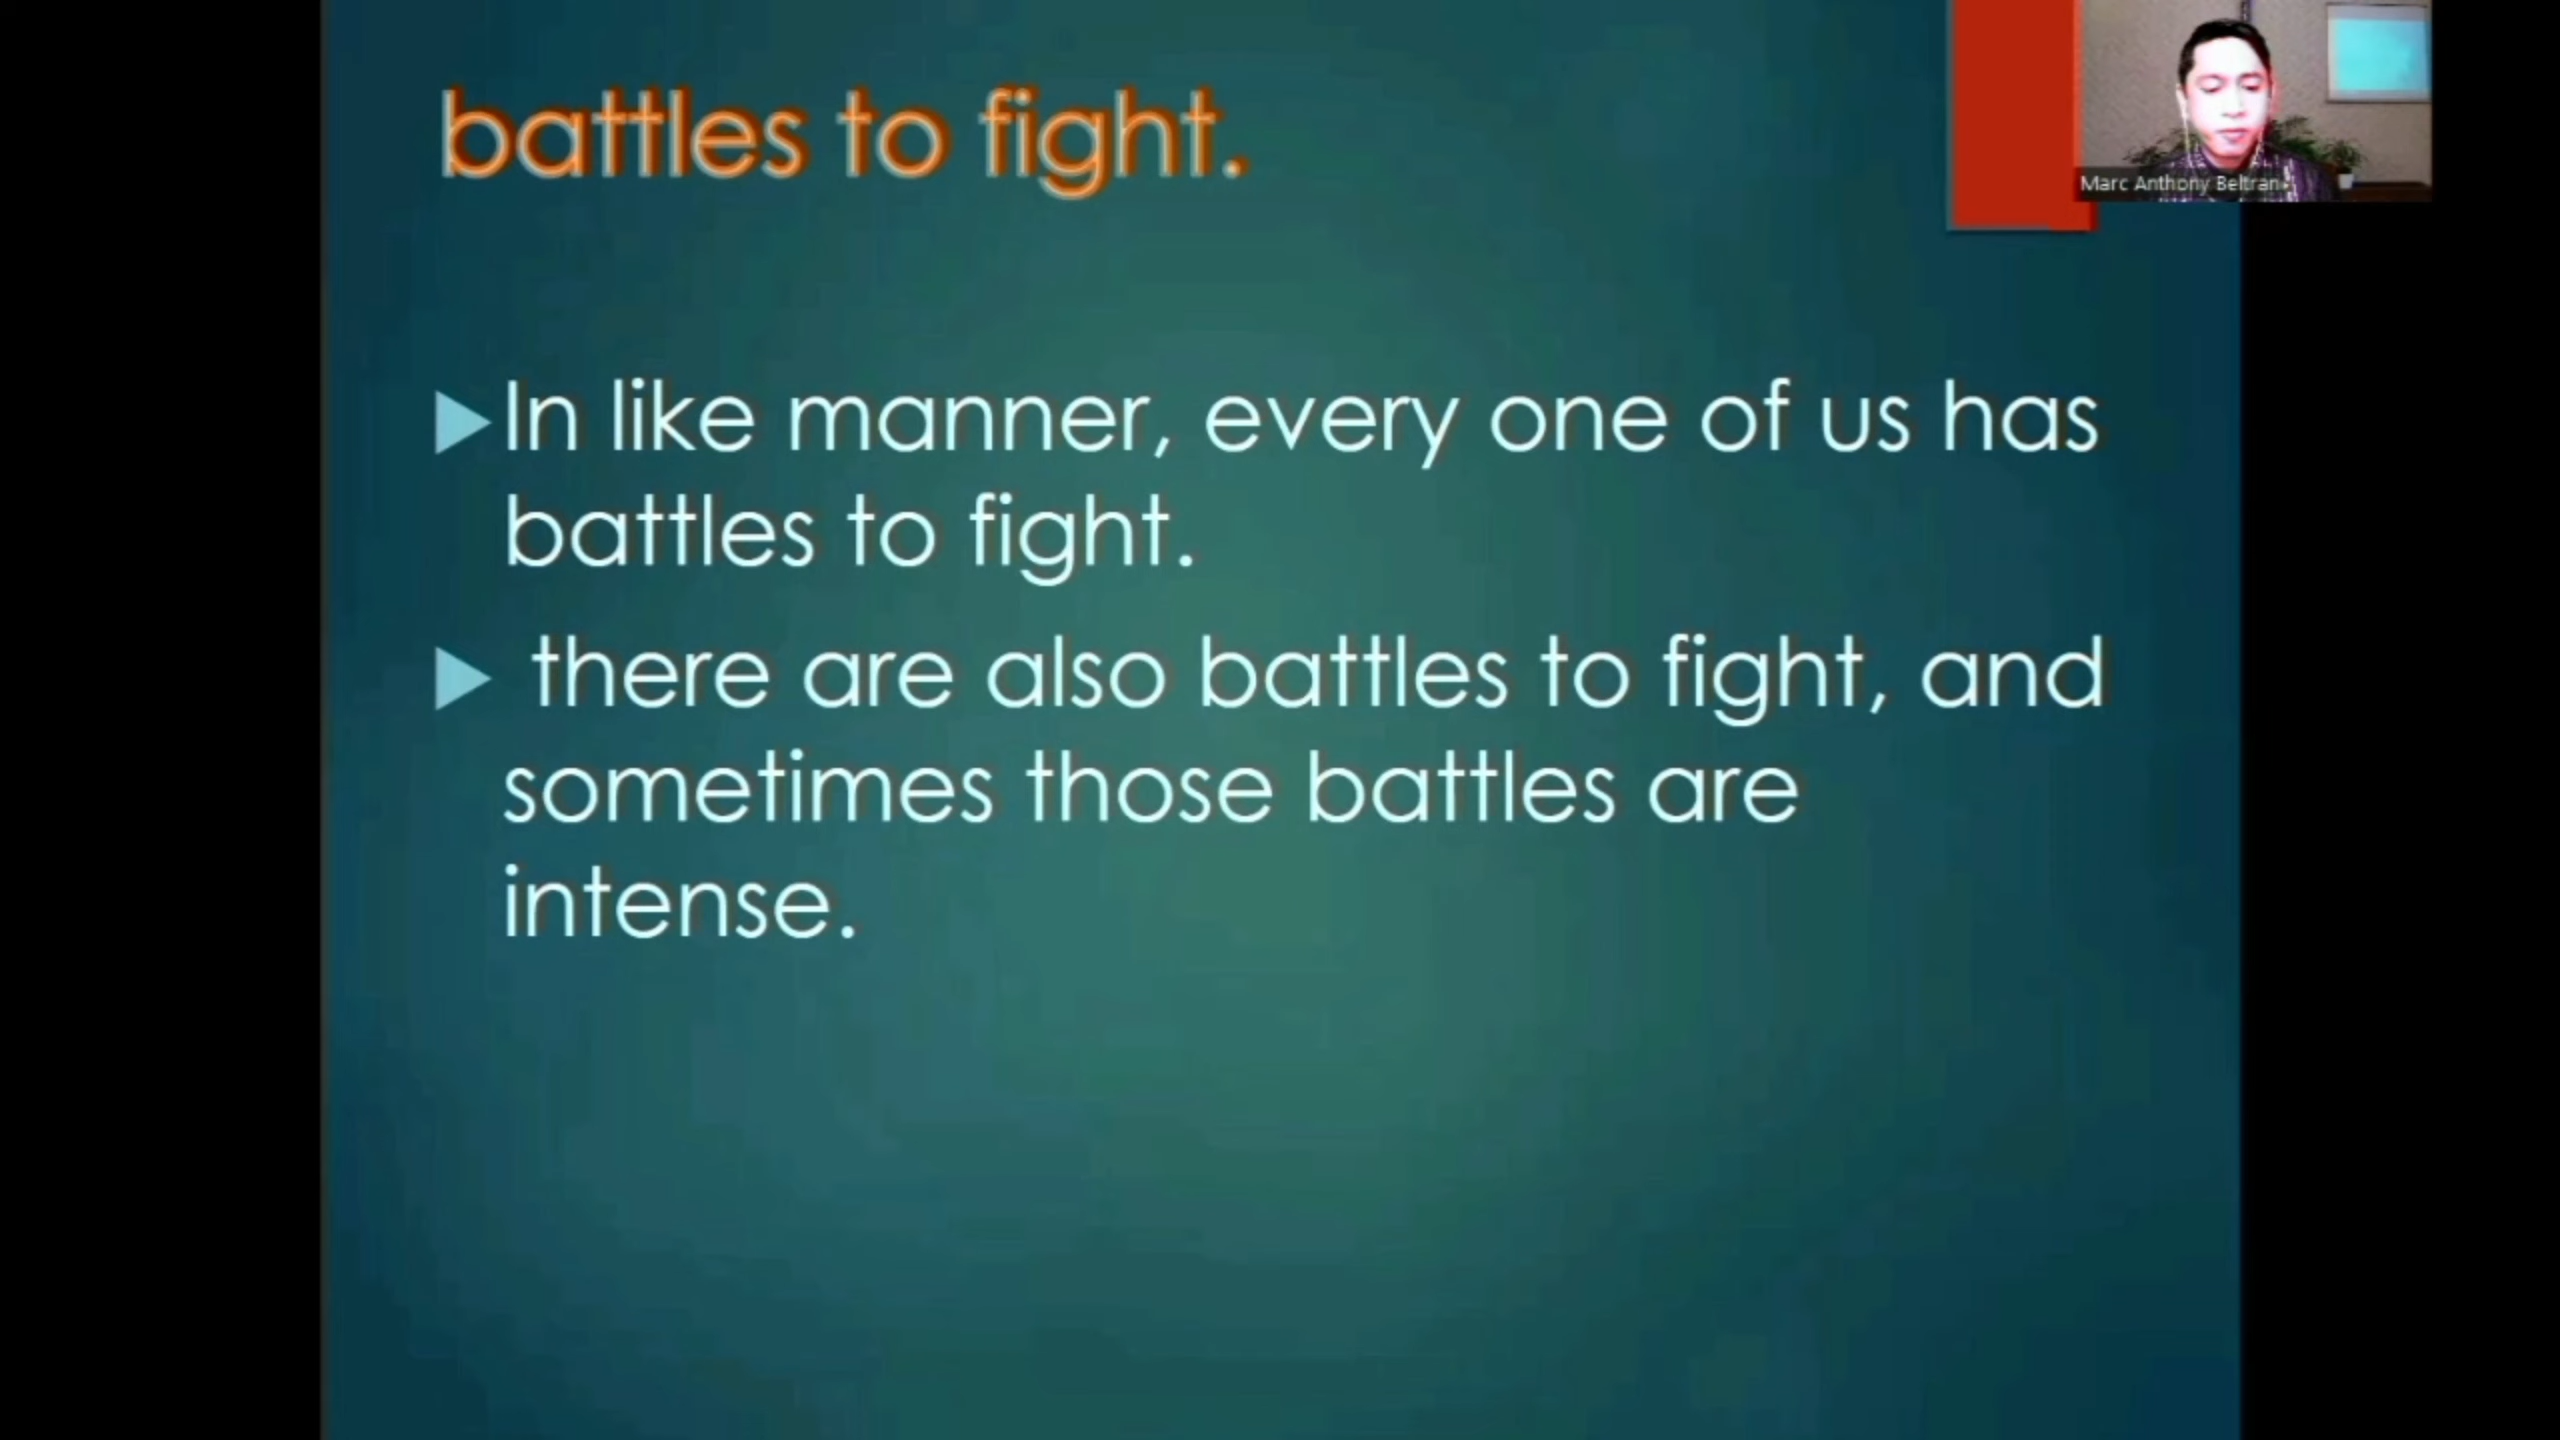 battles to fight.
Marc Anthony Beltran
In like manner, every one of us has
battles to fight.
there are also battles to fight, and
sometimes those battles are
intense.